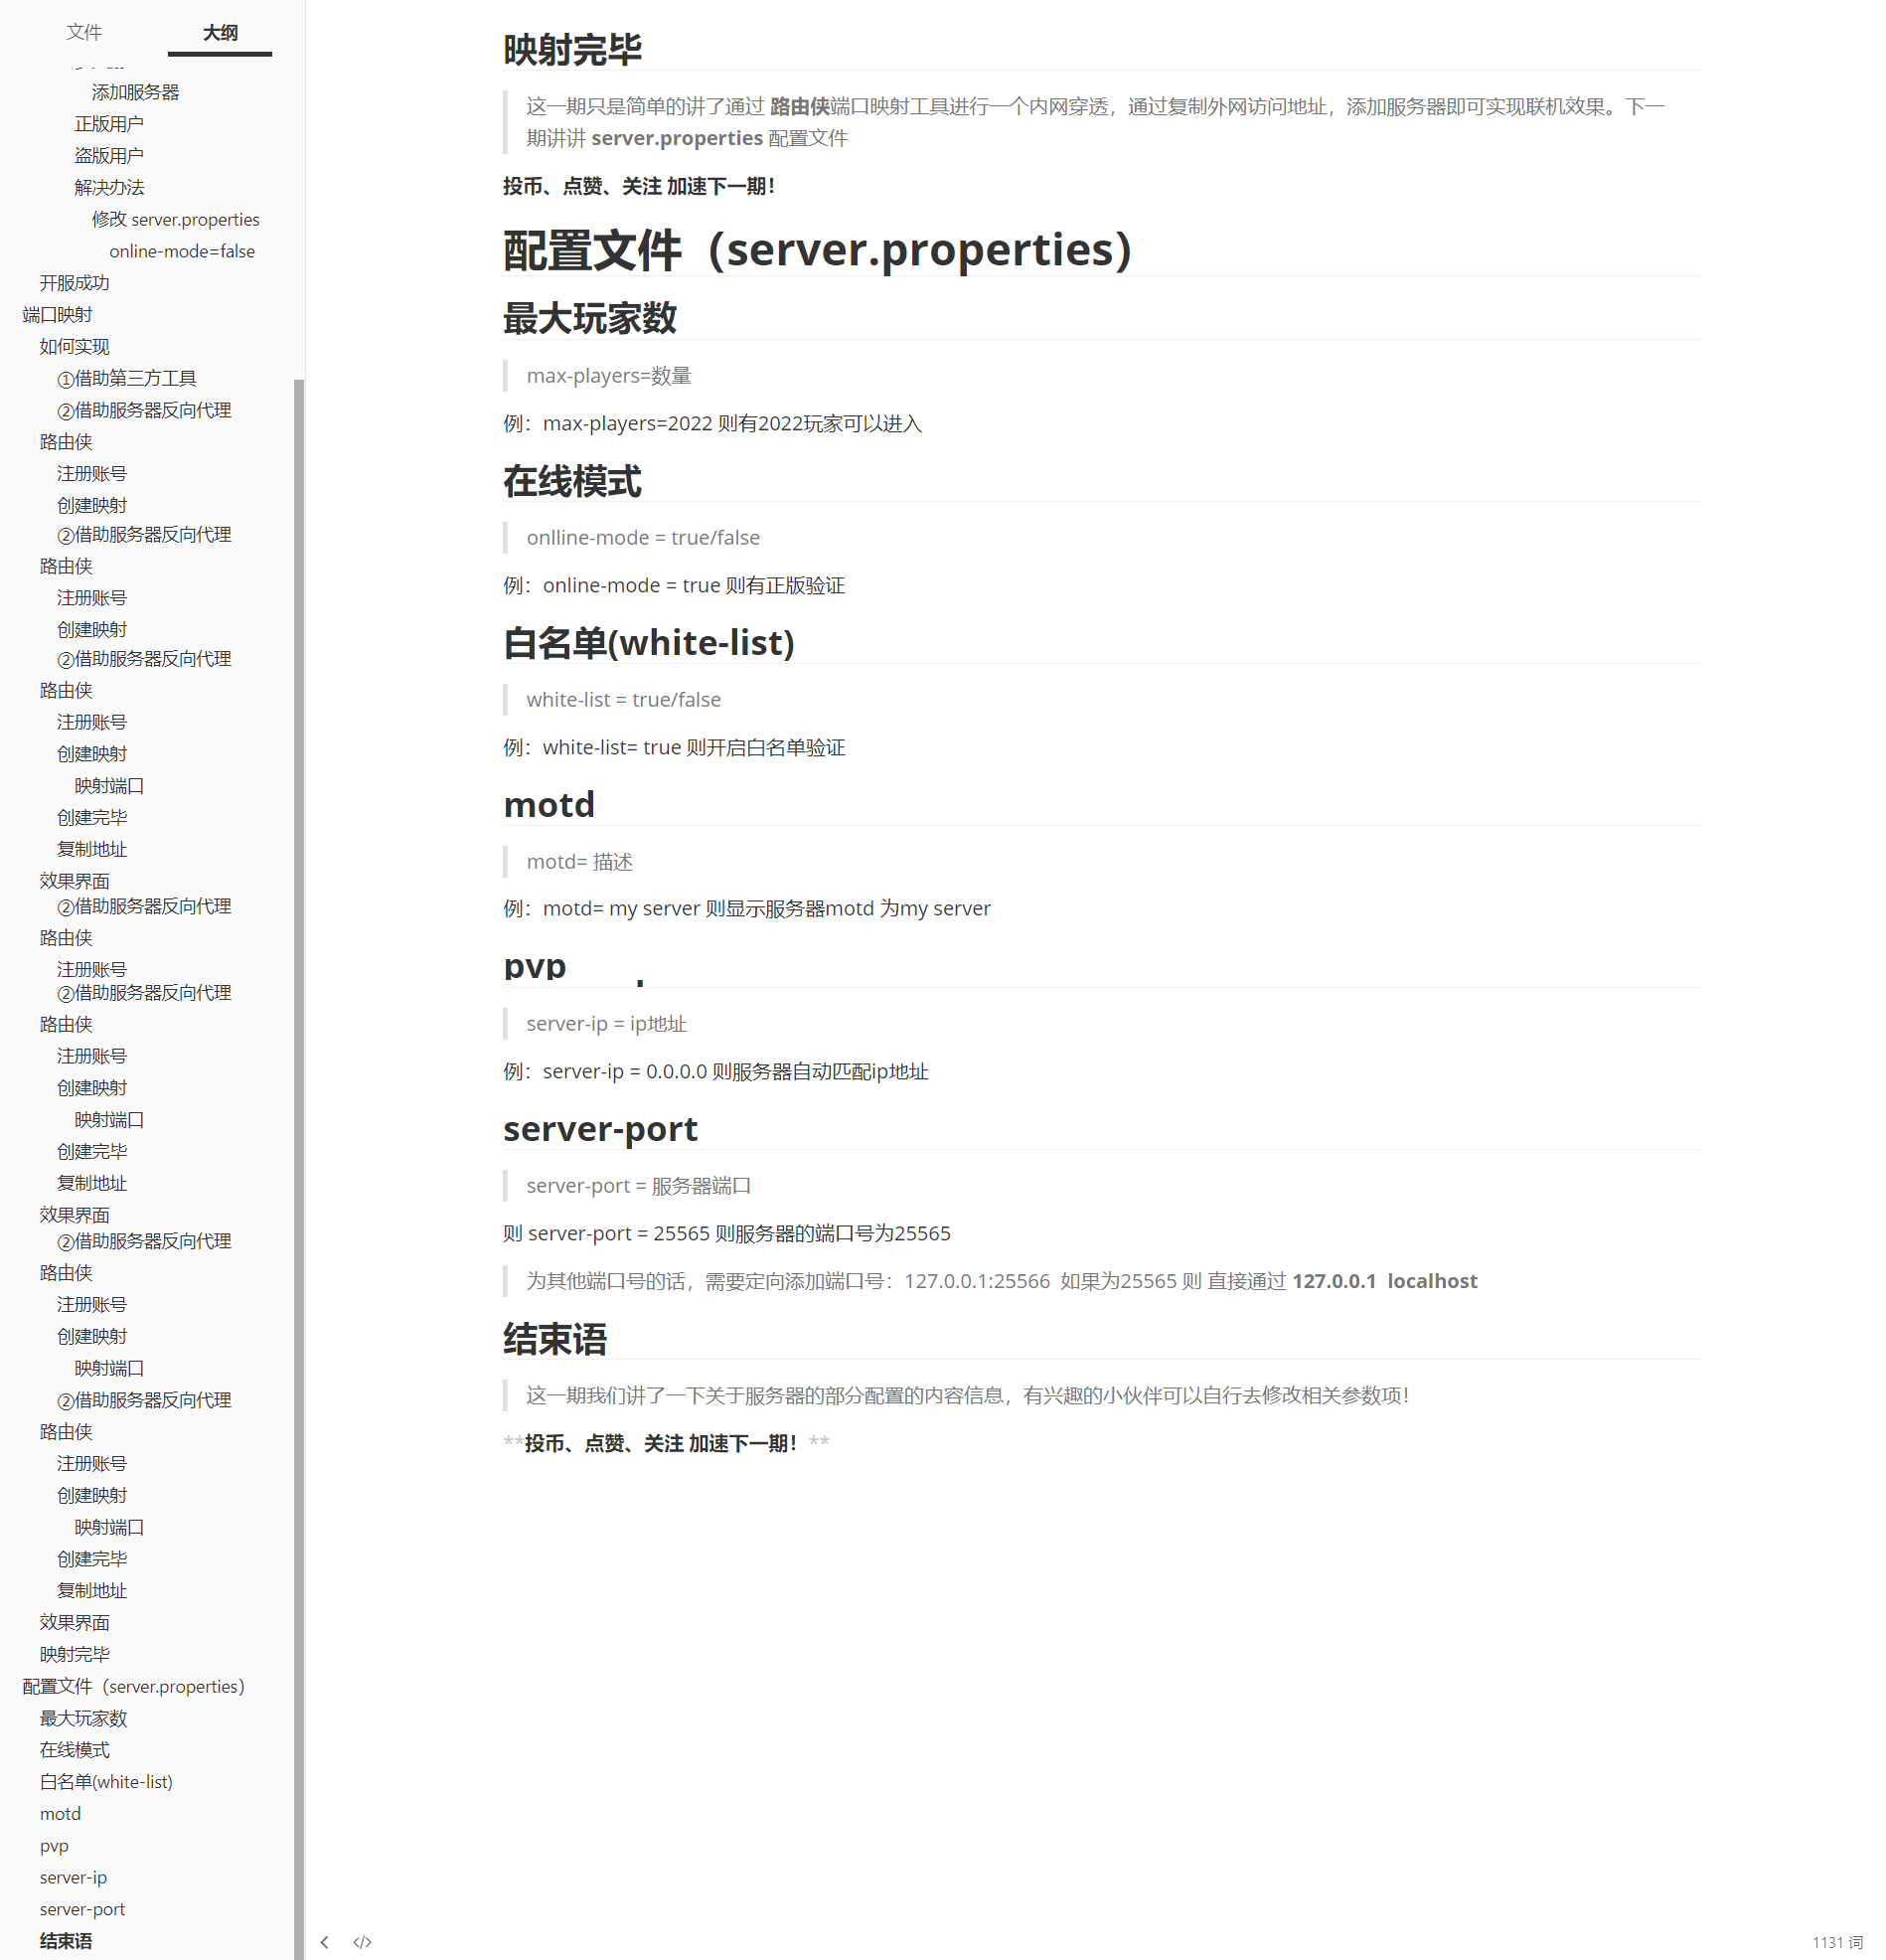 文件 大纲
添加服务器
正版用户
盗版用户
解决办法
修改 server.properties
online-mode=false
开服成功
端口映射
如何实现
①借助第三方工具
②借助服务器反向代理
路由侠
注册账号
创建映射
②借助服务器反向代理
路由侠
注册账号
创建映射
②借助服务器反向代理
路由侠
注册账号
创建映射
映射端口
创建完毕
复制地址
效果界面
②借助服务器反向代理
路由侠
注册账号
②借助服务器反向代理
路由侠
注册账号
创建映射
映射端口
创建完毕
复制地址
效果界面
②借助服务器反向代理
路由侠
注册账号
创建映射
映射端口
②借助服务器反向代理
路由侠
注册账号
创建映射
映射端口
创建完毕
复制地址
效果界面
映射完毕
配置文件（server.properties）
最大玩家数
在线模式
白名单(white-list)
motd
pvp
server-ip
server-port
结束语
映射完毕
这一期只是简单的讲了通过 路由侠端口映射工具进行一个内网穿透，通过复制外网访问地址，添加服务器即可实现联机效果。下一
期讲讲 server.properties 配置文件
投币、点赞、关注 加速下一期！
配置文件（server.properties）
最大玩家数
max-players=数量
例：max-players=2022 则有2022玩家可以进入
在线模式
onlline-mode = true/false
例：online-mode = true 则有正版验证
白名单(white-list)
white-list = true/false
例：white-list= true 则开启白名单验证
motd
motd= 描述
例：motd= my server 则显示服务器motd 为my server
pvp
server-ip = ip地址
例：server-ip = 0.0.0.0 则服务器自动匹配ip地址
server-port
server-port = 服务器端口
则 server-port = 25565 则服务器的端口号为25565
为其他端口号的话，需要定向添加端口号：127.0.0.1:25566 如果为25565 则 直接通过 127.0.0.1 localhost
结束语
这一期我们讲了一下关于服务器的部分配置的内容信息，有兴趣的小伙伴可以自行去修改相关参数项！
**投币、点赞、关注 加速下一期！**
1131 词